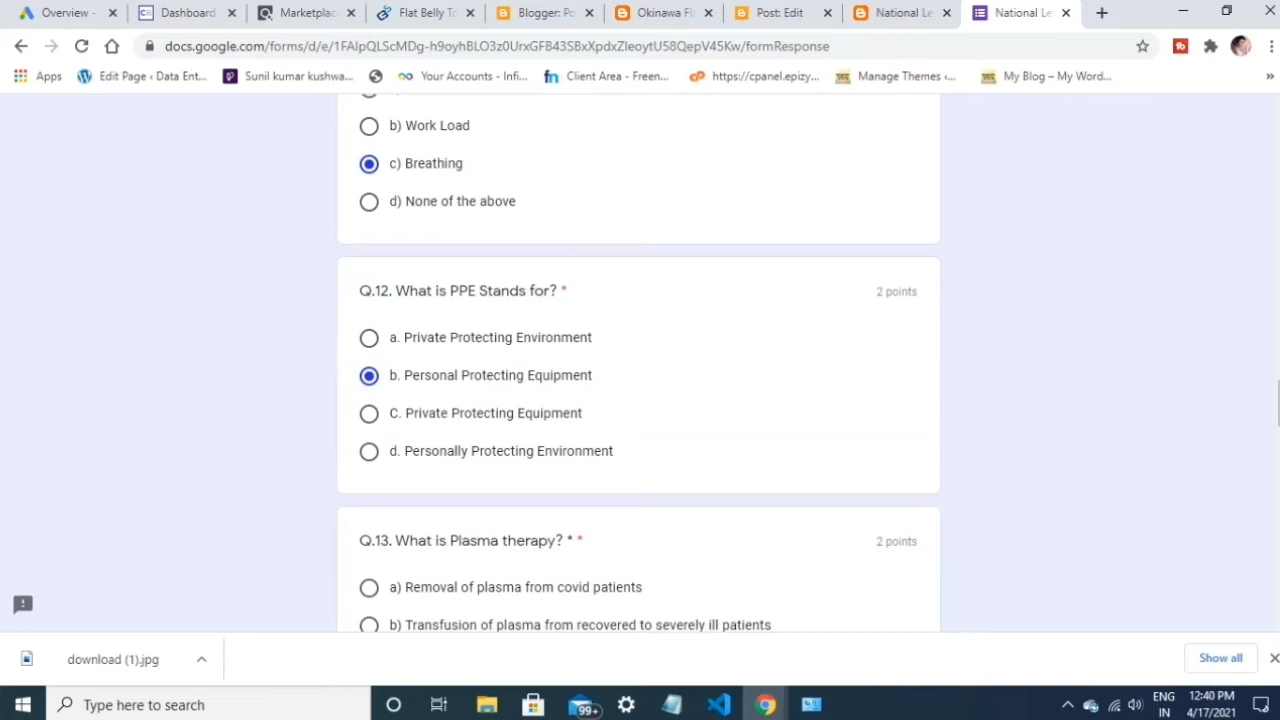 Overview -
Dashboard
Marketplac
Flat Belly To
Blogger: Po
Okinawa Fl
Post: Edit
National Le
National Le
docs.google.com/forms/d/e/1FAIpQLScMDg-h9oyhBLO3z0UrxGFB43SBxXpdxZleoytU58QepV45Kw/formResponse
Apps
Edit Page ‹ Data Ent...
Sunil kumar kushwa...
Your Accounts - Infi...
Client Area - Freen...
https://cpanel.epizy...
Manage Themes ‹...
My Blog – My Word...
»
b) Work Load
c) Breathing
d) None of the above
Q.12. What is PPE Stands for? *
2 points
a. Private Protecting Environment
b. Personal Protecting Equipment
C. Private Protecting Equipment
d. Personally Protecting Environment
Q.13. What is Plasma therapy? * *
2 points
a) Removal of plasma from covid patients
b) Transfusion of plasma from recovered to severely ill patients
download (1).jpg
Show all
Type here to search
99+
ENG
IN
12:40 PM
4/17/2021